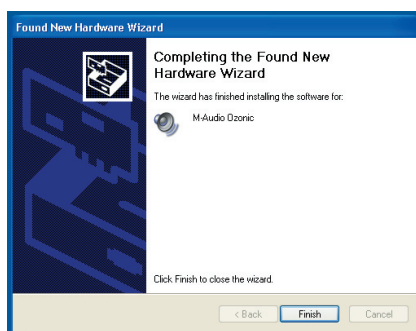 Found New Hardware Wizard
Completing the Found New
Hardware Wizard
The wizard has finished installing the software for:
M-Audio Ozonic
Click Finish to close the wizard.
< Back
Finish
Cancel